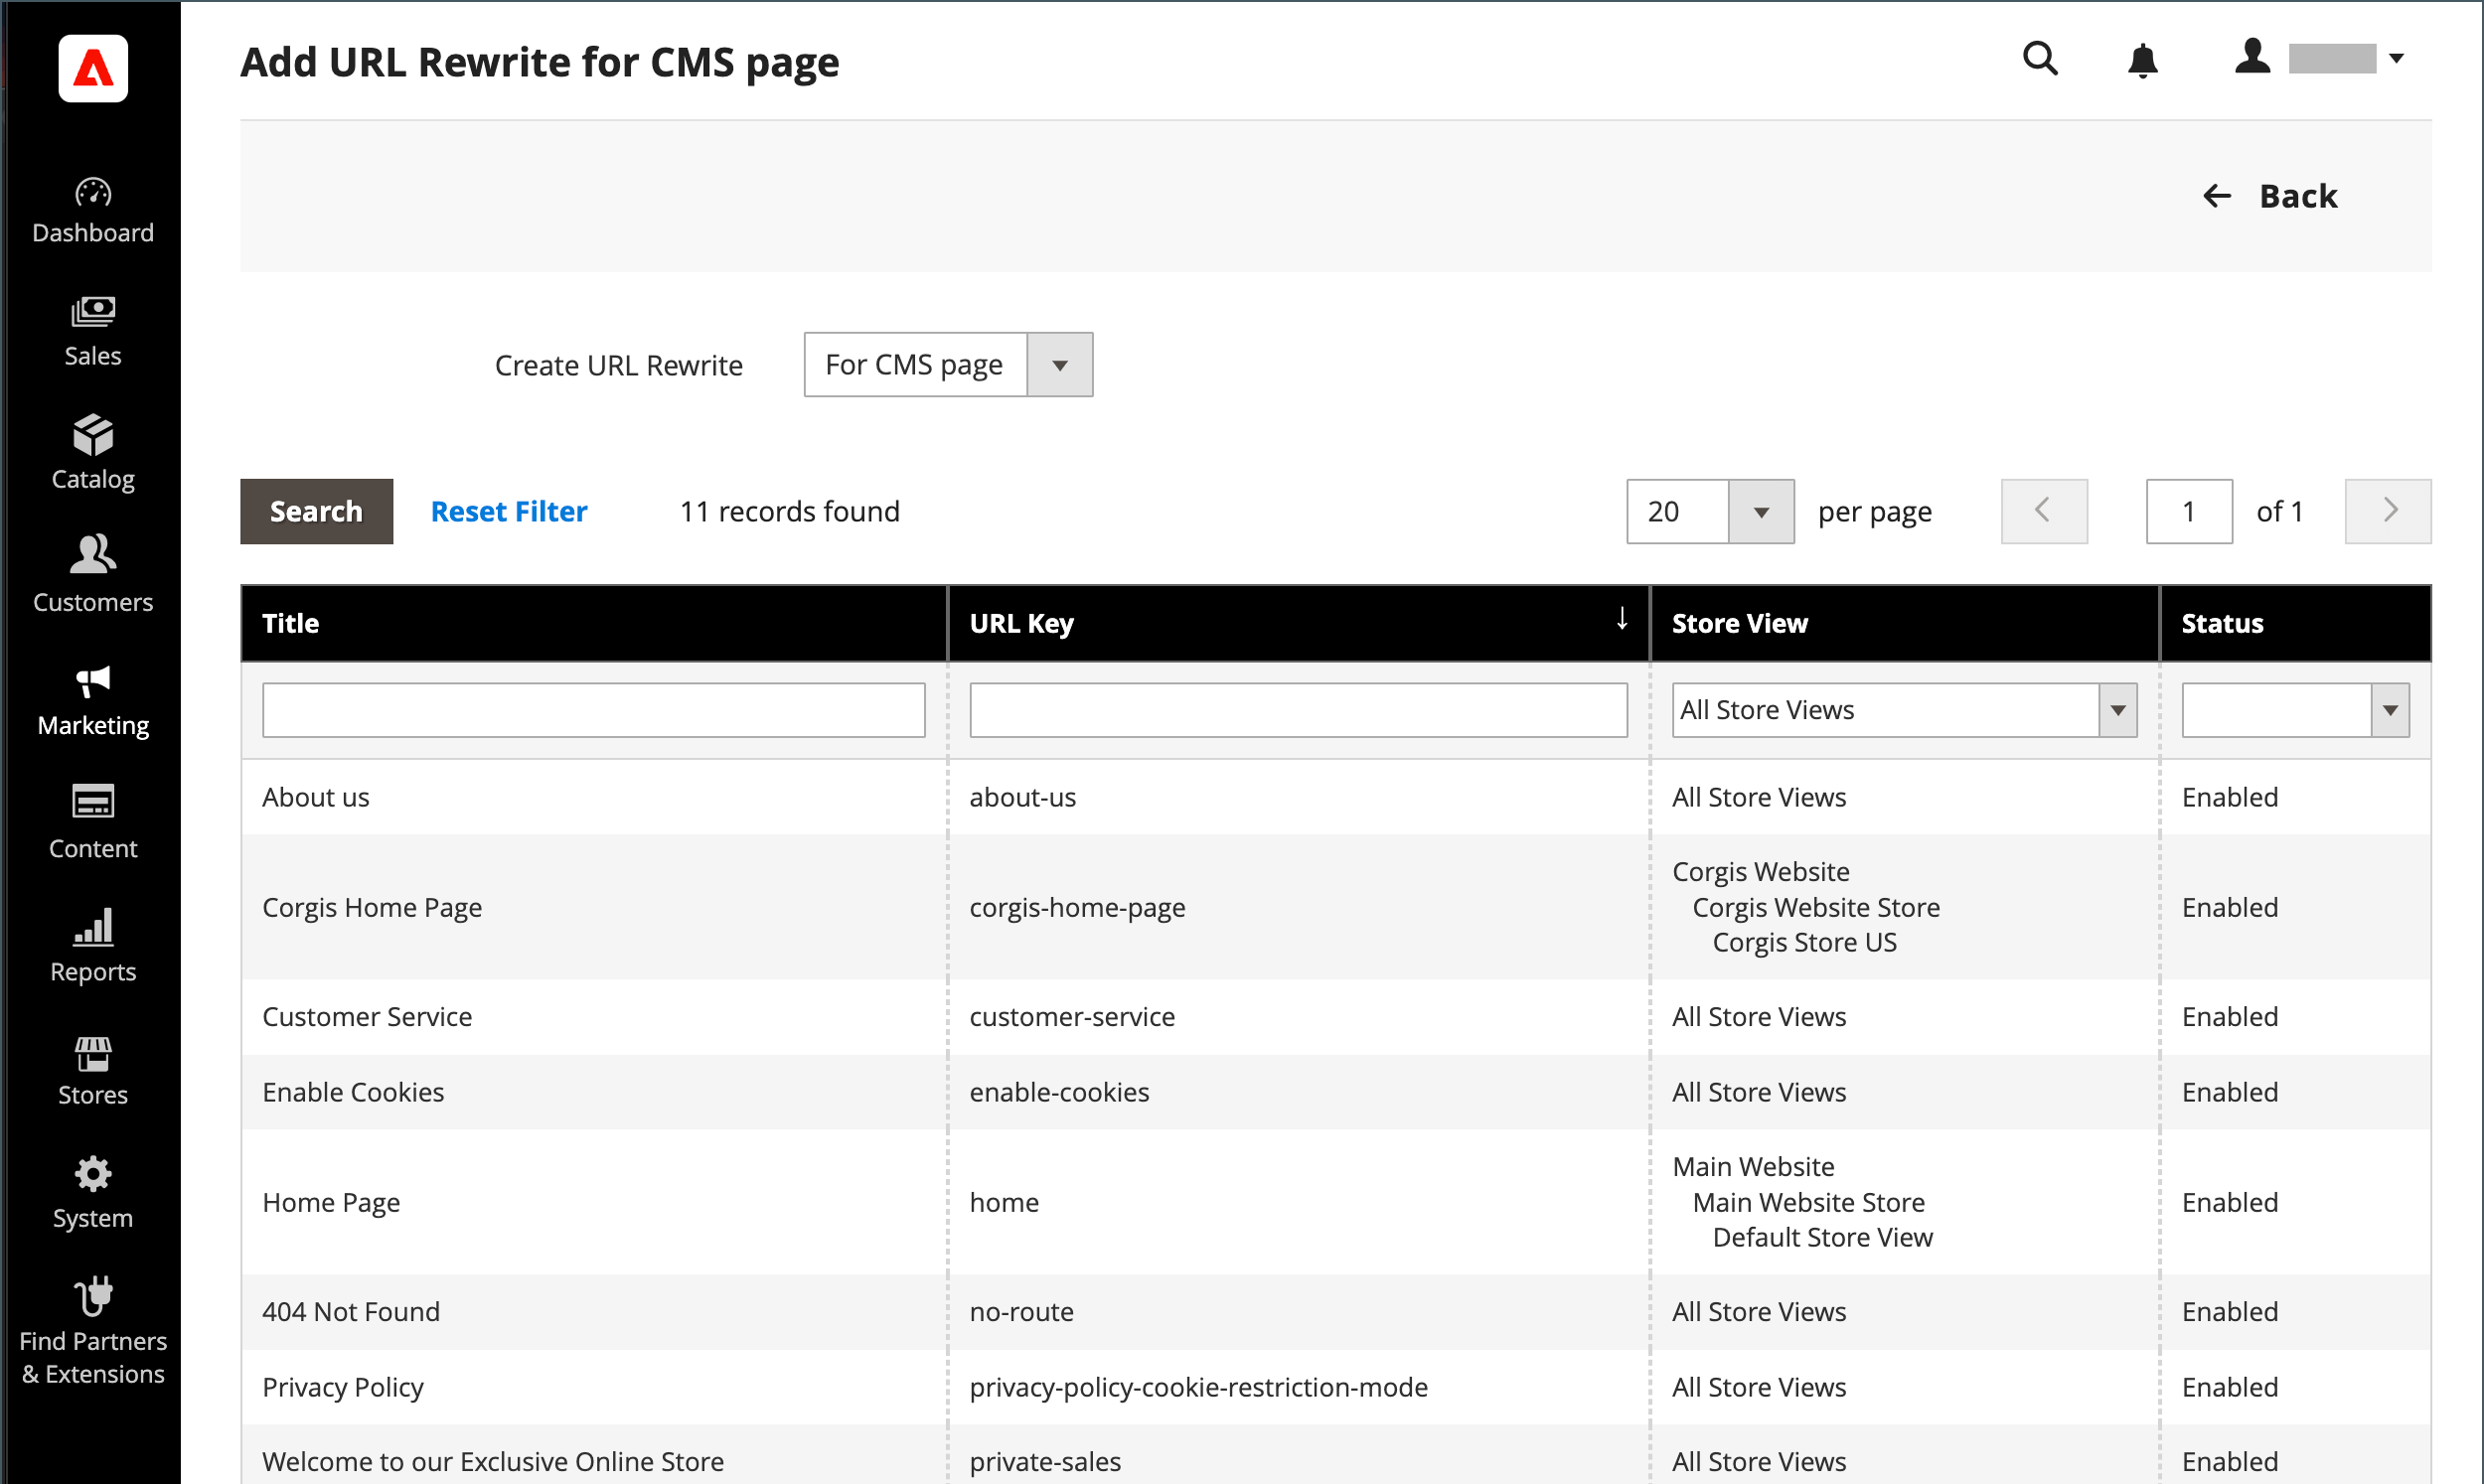 Add URL Rewrite for CMS page
Back
Dashboard
Sales
Catalog
Customers
Marketing
Content
Reports
Stores
System
Find Partners
& Extensions
Create URL Rewrite For CMS page
Search Reset Filter 11 records found 20 per page 1 of 1
Title URL Key Store View Status
All Store Views
About us about-us All Store Views Enabled
Corgis Website
Corgis Home Page corgis-home-page Corgis Website Store Enabled
Corgis Store US
Customer Service customer-service All Store Views Enabled
Enable Cookies enable-cookies All Store Views Enabled
Main Website
Home Page home Main Website Store Enabled
Default Store View
404 Not Found no-route All Store Views Enabled
Privacy Policy privacy-policy-cookie-restriction-mode All Store Views Enabled
Welcome to our Exclusive Online Store private-sales All Store Views Enabled